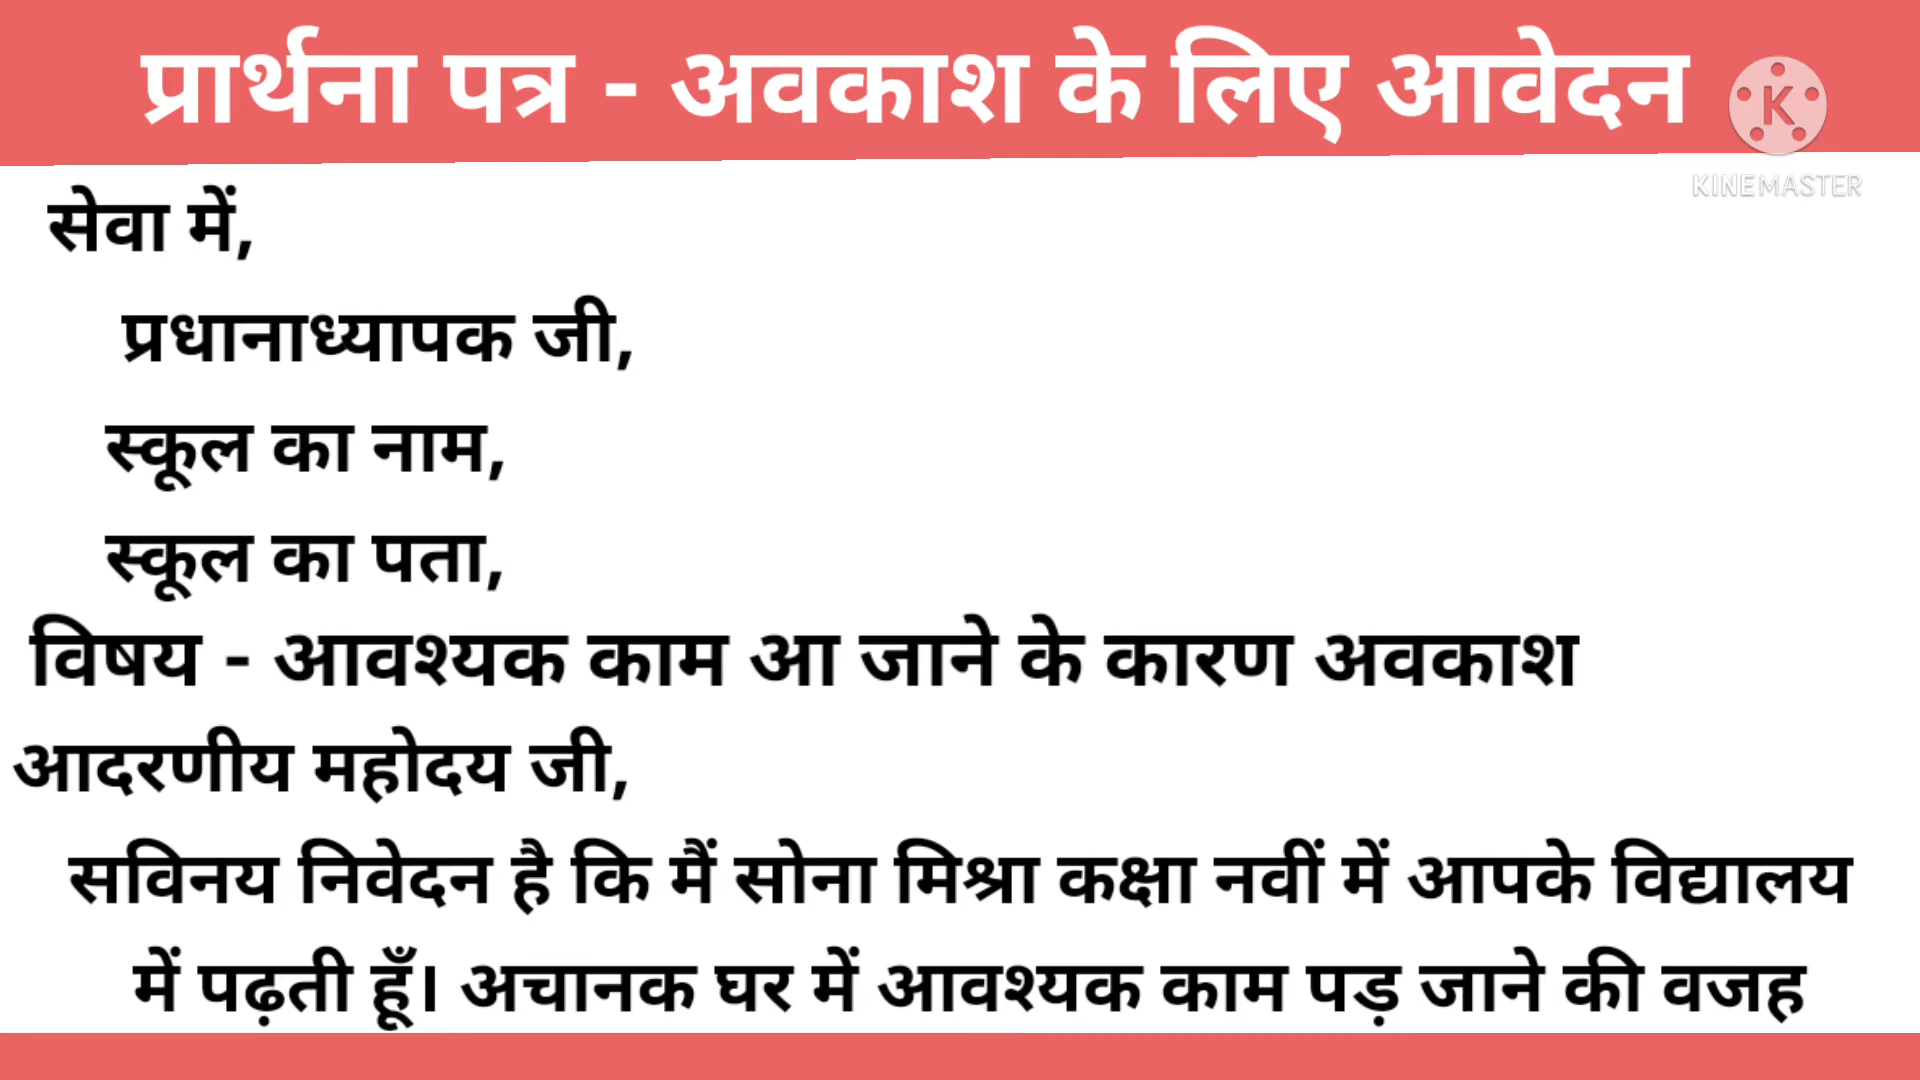 प्रार्थना पत्र - अवकाश के लिए आवेदन
K
KINEMASTER
सेवा में,
प्रधानाध्यापक जी,
स्कूल का नाम,
स्कूल का पता,
विषय - आवश्यक काम आ जाने के कारण अवकाश
आदरणीय महोदय जी,
सविनय निवेदन है कि मैं सोना मिश्रा कक्षा नवीं में आपके विद्यालय
में पढ़ती हूँ। अचानक घर में आवश्यक काम पड़ जाने की वजह